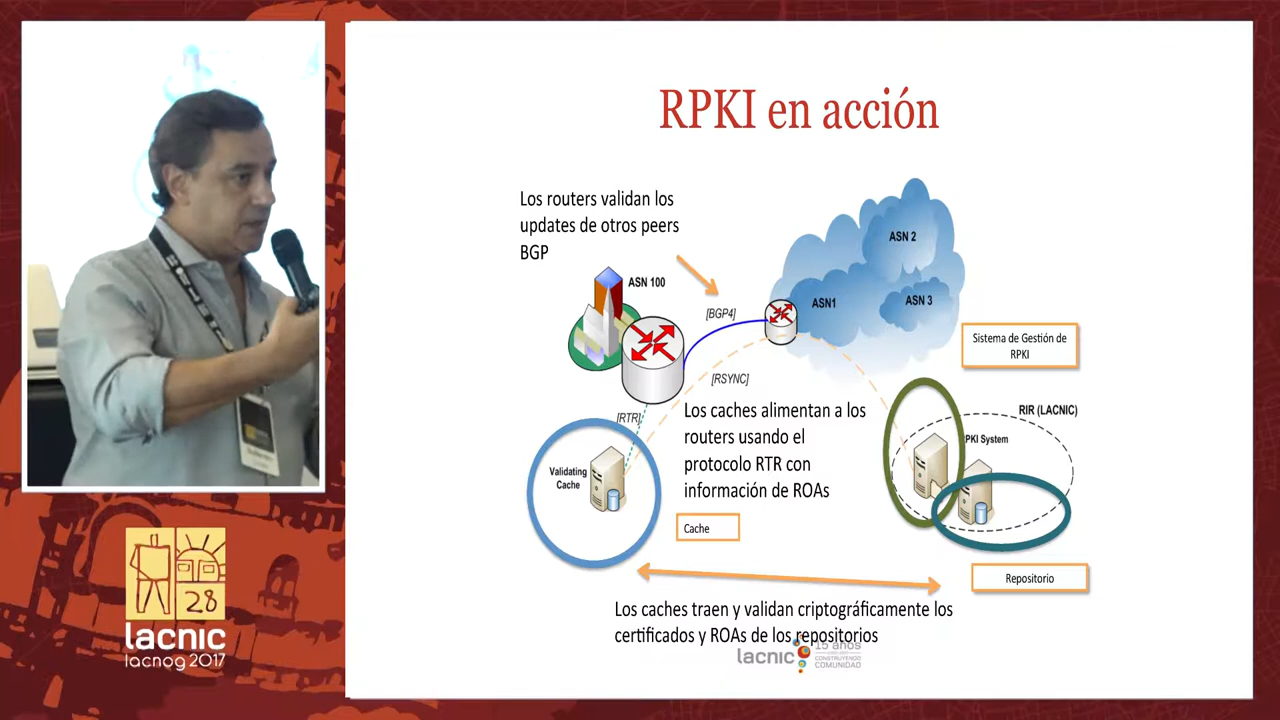 RPKI en acción
Los routers validan los
updates de otros peers
BGP
ASN 100
[BGP4]
ASN 2
ASN1
ASN 3
Sistema de Gestión de
RPKI
[RSYNC]
[RTR]
Los caches alimentan a los
routers usando el
protocolo RTR con
información de ROAs
RIR (LACNIC)
PKI System
Validating
Cache
Cache
Repositorio
Los caches traen y validan criptográficamente los
certificados y ROAs de los repositorios
lacnic
15 años
CONSTRUYENDO
COMUNIDAD
28
lacnic
lacnog 2017